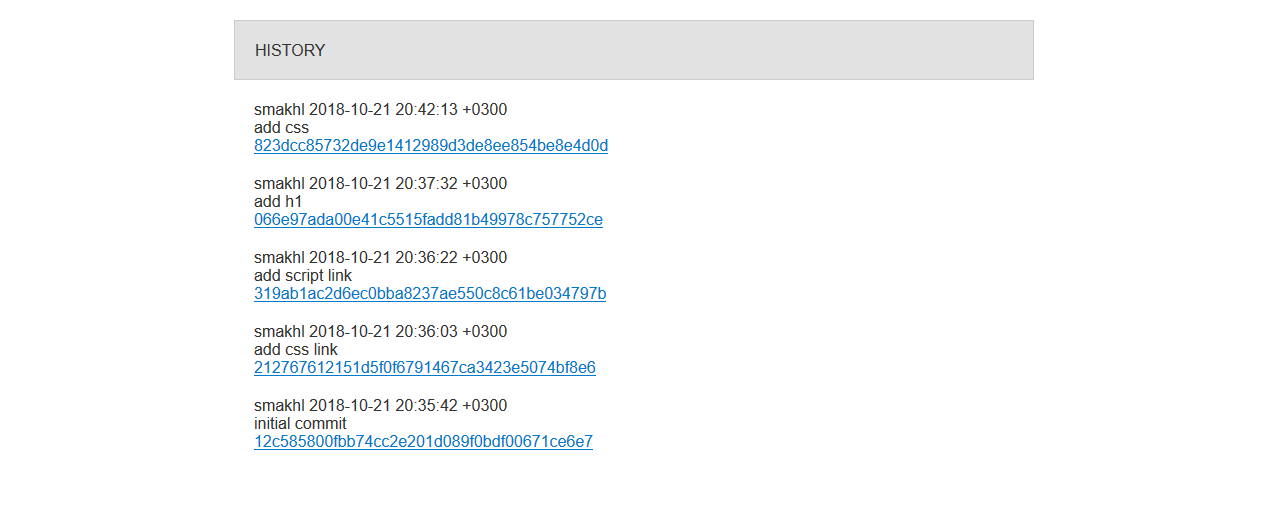 HISTORY
smakhl 2018-10-21 20:42:13 +0300
add css
823dcc85732de9e1412989d3de8ee854be8e4d0d
smakhl 2018-10-21 20:37:32 +0300
add h1
066e97ada00e41c5515fadd81b49978c757752ce
smakhl 2018-10-21 20:36:22 +0300
add script link
319ab1ac2d6ec0bba8237ae550c8c61be034797b
smakhl 2018-10-21 20:36:03 +0300
add css link
212767612151d5f0f6791467ca3423e5074bf8e6
smakhl 2018-10-21 20:35:42 +0300
initial commit
12c585800fbb74cc2e201d089f0bdf00671ce6e7